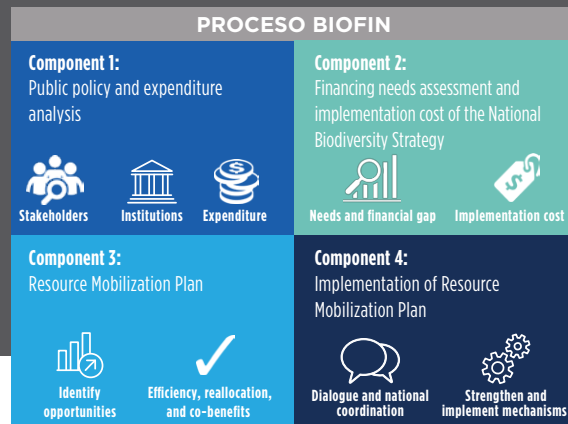 PROCESO BIOFIN
Component 1:
Public policy and expenditure
analysis
Stakeholders
Institutions
Expenditure
Component 2:
Financing needs assessment and
implementation cost of the National
Biodiversity Strategy
Needs and financial gap
Implementation cost
Component 3:
Resource Mobilization Plan
Identify
opportunities
Efficiency, reallocation,
and co-benefits
Component 4:
Implementation of Resource
Mobilization Plan
Dialogue and national
coordination
Strengthen and
implement mechanisms